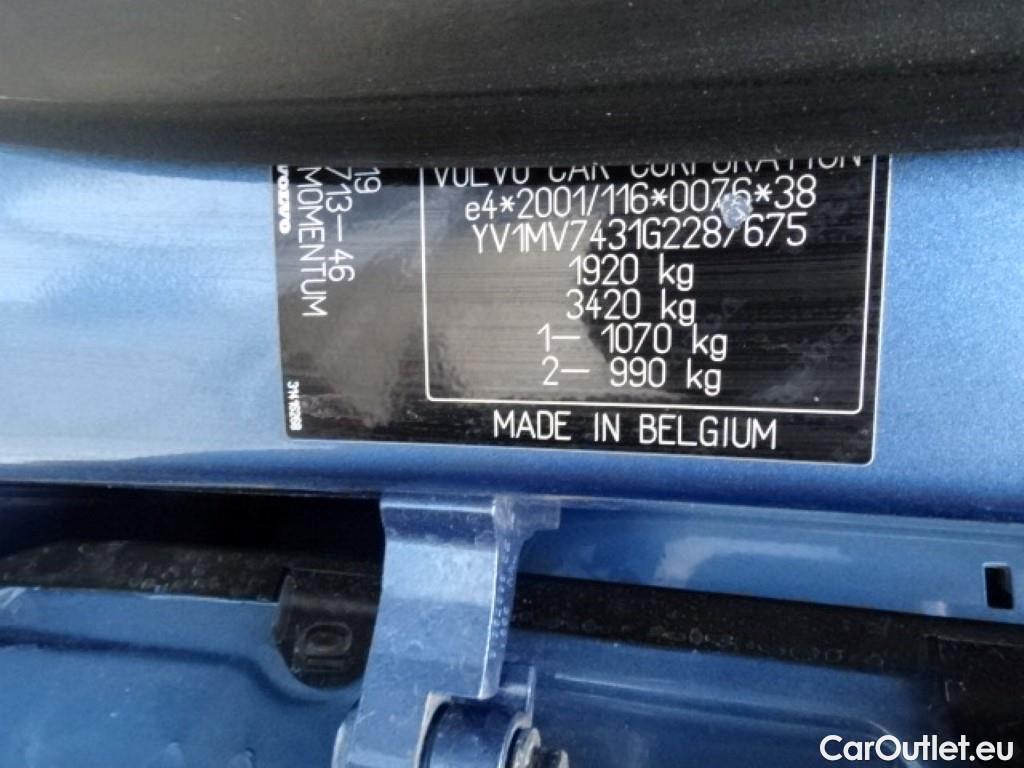 VOLVO CAR CORPORATION
e4*2001/116*0076*38
YV1MV7431G2287675
1920 kg
3420 kg
1– 1070 kg
2– 990 kg
MADE IN BELGIUM
19
713–46
MOMENTUM
VOLVO
CarOutlet.eu